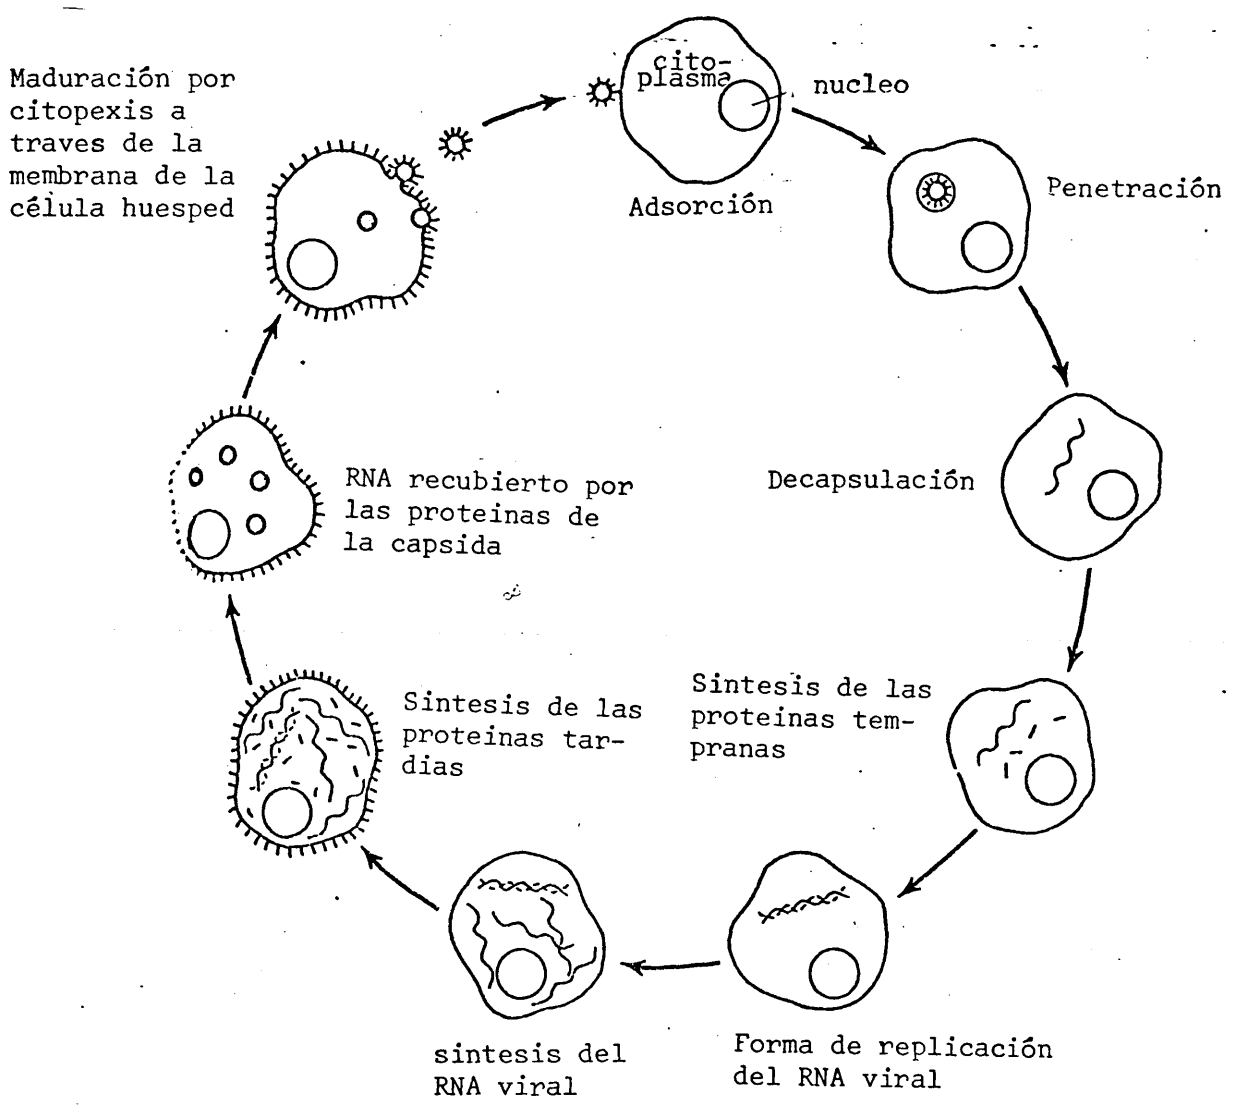 cito-
plasma
nucleo
Adsorción
Penetración
Decapsulación
Sintesis de las
proteinas tem-
pranas
Forma de replicación
del RNA viral
sintesis del
RNA viral
Sintesis de las
proteinas tar-
dias
RNA recubierto por
las proteinas de
la capsida
Maduración por
citopexis a
traves de la
membrana de la
célula huesped